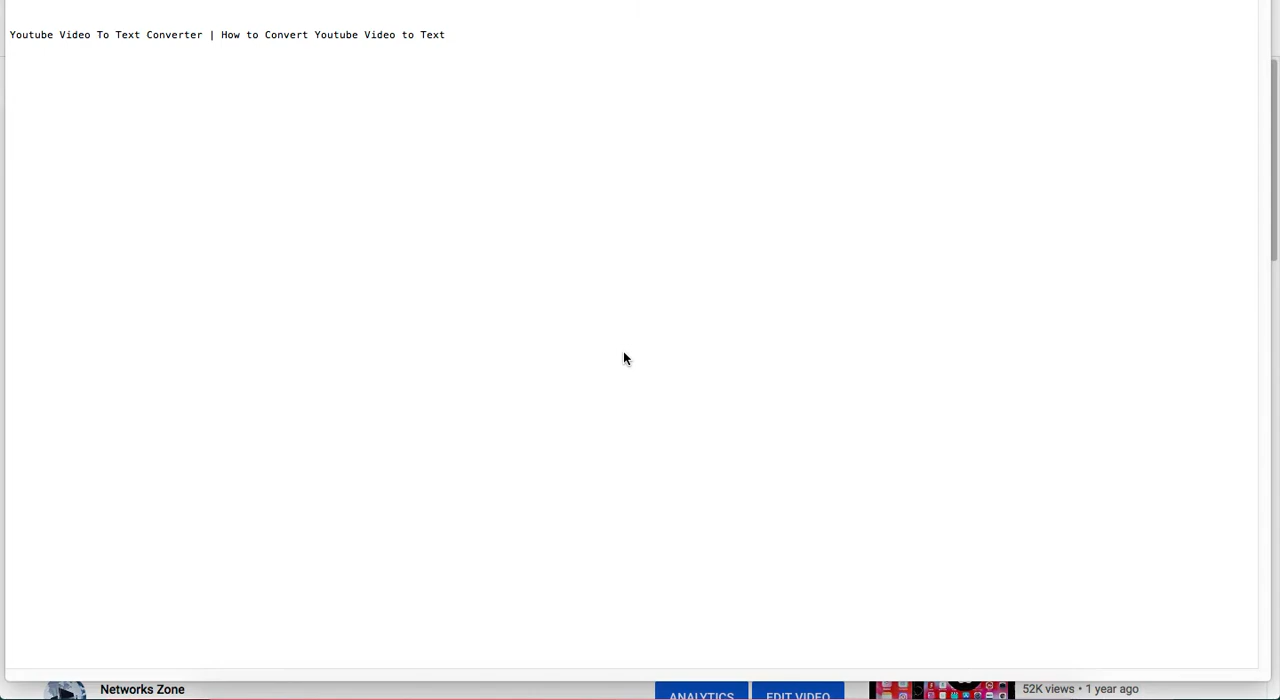 Youtube Video To Text Converter | How to Convert Youtube Video to Text
Networks Zone
ANALYTICS
EDIT VIDEO
52K views • 1 year ago